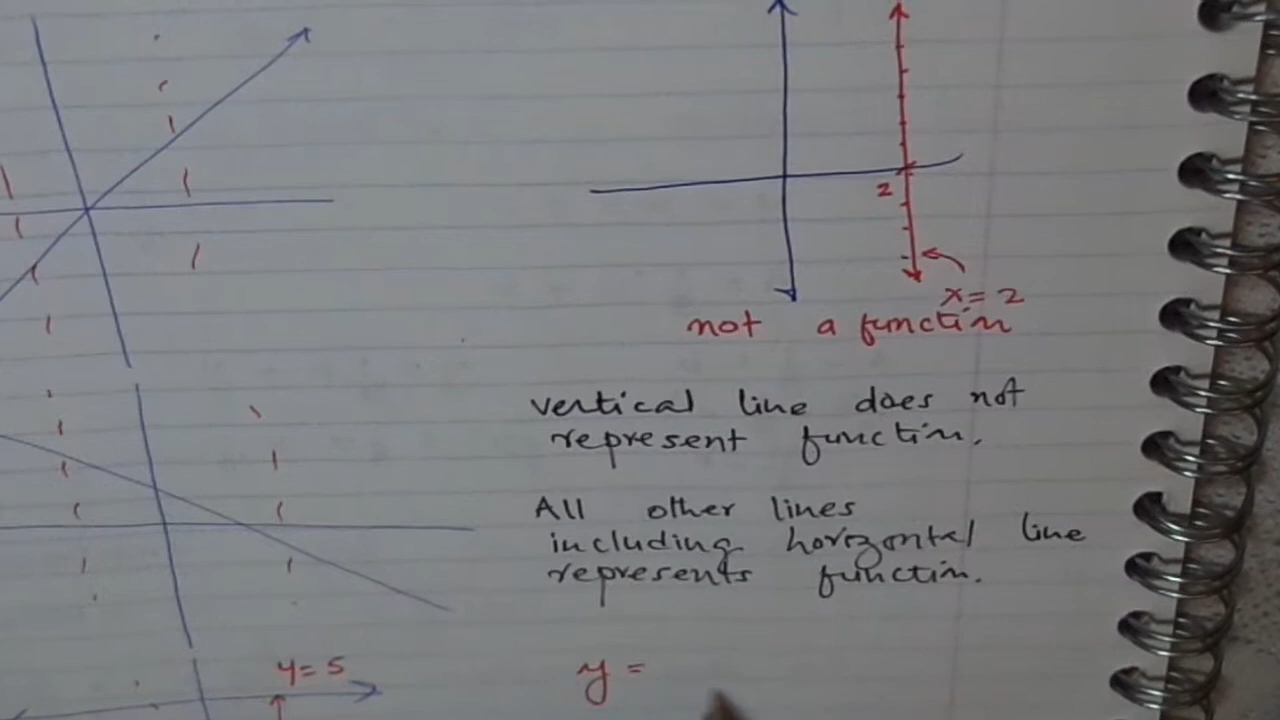 2
x = 2
not a function
vertical line does not
represent function.
All other lines
including horizontal line
represents function.
y = 5
y =